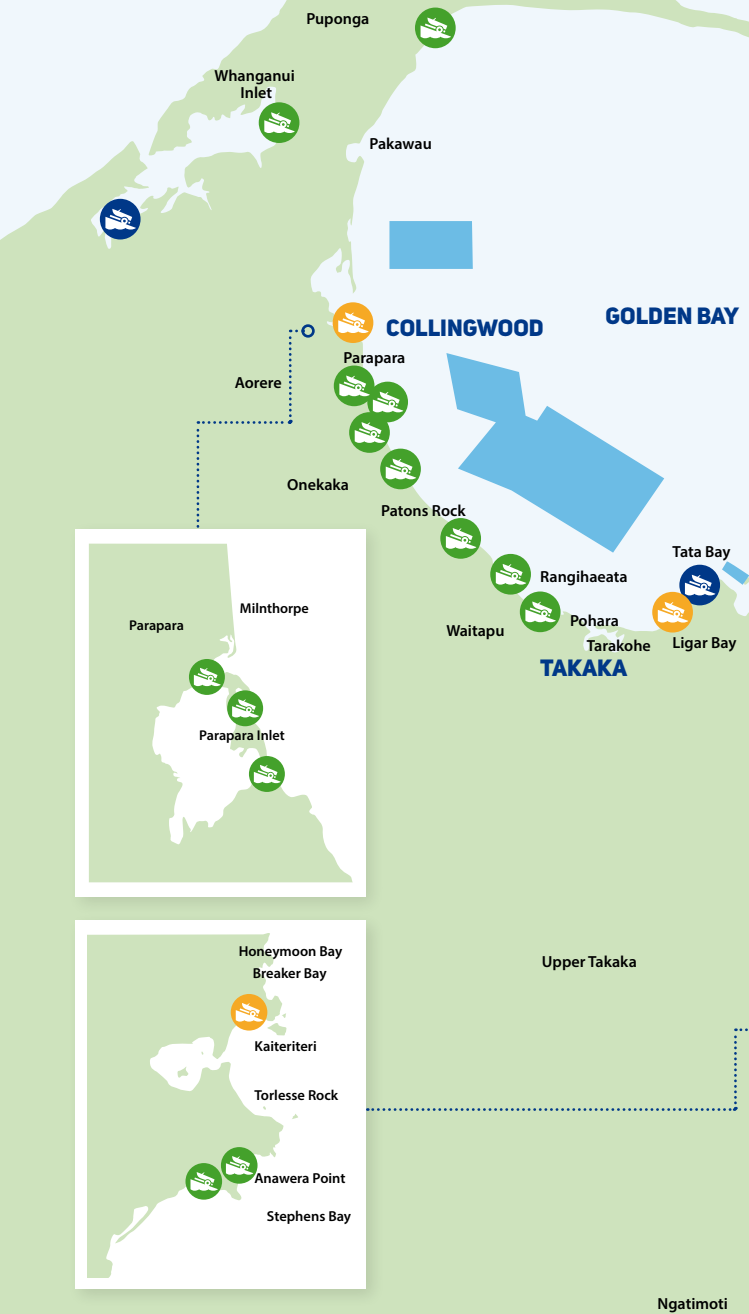 Puponga
Whanganui
Inlet
Pakawau
GOLDEN BAY
COLLINGWOOD
Parapara
Aorere
Onekaka
Patons Rock
Tata Bay
Rangihaeata
Pohara
Waitapu
Tarakohe
Ligar Bay
TAKAKA
Milnthorpe
Parapara
Parapara Inlet
Honeymoon Bay
Breaker Bay
Upper Takaka
Kaiteriteri
Torlesse Rock
Anawera Point
Stephens Bay
Ngatimoti